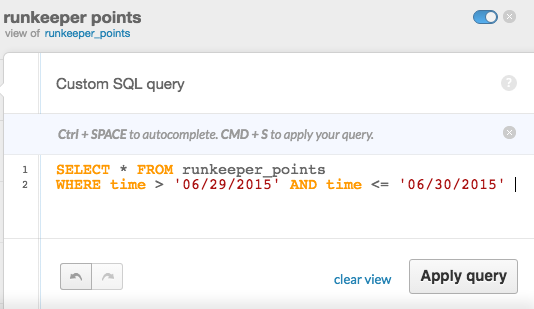 runkeeper points
view of runkeeper_points
Custom SQL query
?
Ctrl + SPACE to autocomplete. CMD + S to apply your query.
1 SELECT * FROM runkeeper_points
2 WHERE time > '06/29/2015' AND time <= '06/30/2015'
clear view
Apply query